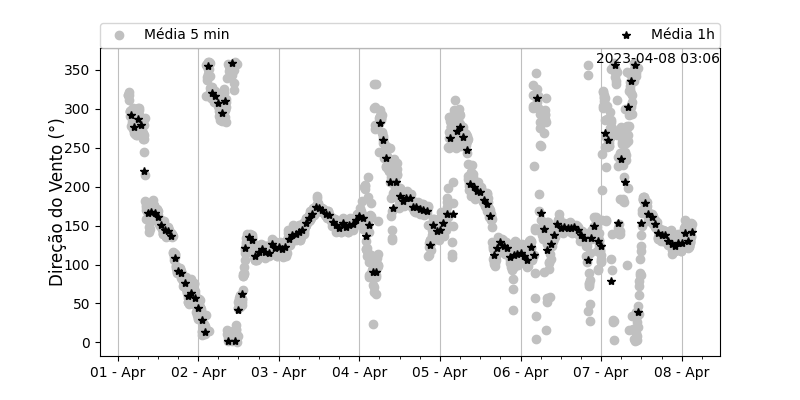 Média 5 min
Média 1h
2023-04-08 03:06
Direção do Vento (°)
350
300
250
200
150
100
50
0
01 - Apr
02 - Apr
03 - Apr
04 - Apr
05 - Apr
06 - Apr
07 - Apr
08 - Apr